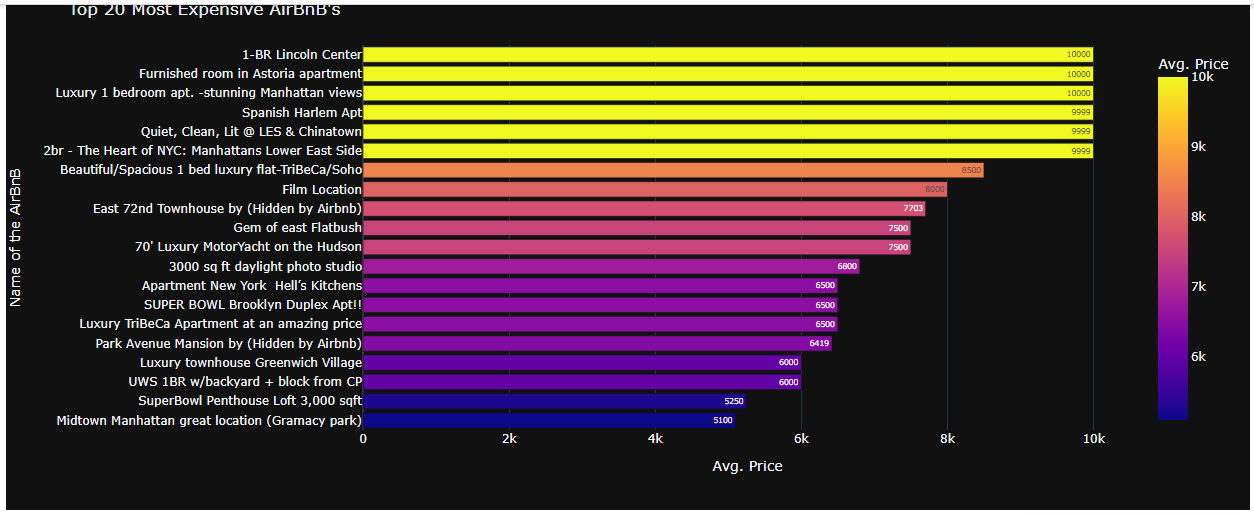 Top 20 Most Expensive AirBnB's
1-BR Lincoln Center 10000
Furnished room in Astoria apartment 10000
Luxury 1 bedroom apt. -stunning Manhattan views 10000
Spanish Harlem Apt 9999
Quiet, Clean, Lit @ LES & Chinatown 9999
2br - The Heart of NYC: Manhattans Lower East Side 9999
Beautiful/Spacious 1 bed luxury flat-TriBeCa/Soho 8500
Film Location 8000
East 72nd Townhouse by (Hidden by Airbnb) 7703
Gem of east Flatbush 7500
70' Luxury MotorYacht on the Hudson 7500
3000 sq ft daylight photo studio 6800
Apartment New York  Hell’s Kitchens 6500
SUPER BOWL Brooklyn Duplex Apt!! 6500
Luxury TriBeCa Apartment at an amazing price 6500
Park Avenue Mansion by (Hidden by Airbnb) 6419
Luxury townhouse Greenwich Village 6000
UWS 1BR w/backyard + block from CP 6000
SuperBowl Penthouse Loft 3,000 sqft 5250
Midtown Manhattan great location (Gramacy park) 5100
0 2k 4k 6k 8k 10k
Avg. Price
Name of the AirBnB
Avg. Price
10k
9k
8k
7k
6k